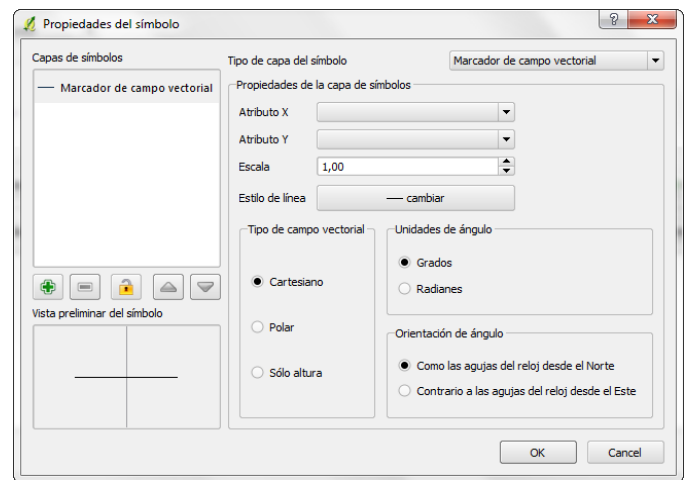 Propiedades del símbolo
Capas de símbolos
Marcador de campo vectorial
Vista preliminar del símbolo
Tipo de capa del símbolo
Marcador de campo vectorial
Propiedades de la capa de símbolos
Atributo X
Atributo Y
Escala
1,00
Estilo de línea
cambiar
Tipo de campo vectorial
Cartesiano
Polar
Sólo altura
Unidades de ángulo
Grados
Radianes
Orientación de ángulo
Como las agujas del reloj desde el Norte
Contrario a las agujas del reloj desde el Este
OK
Cancel